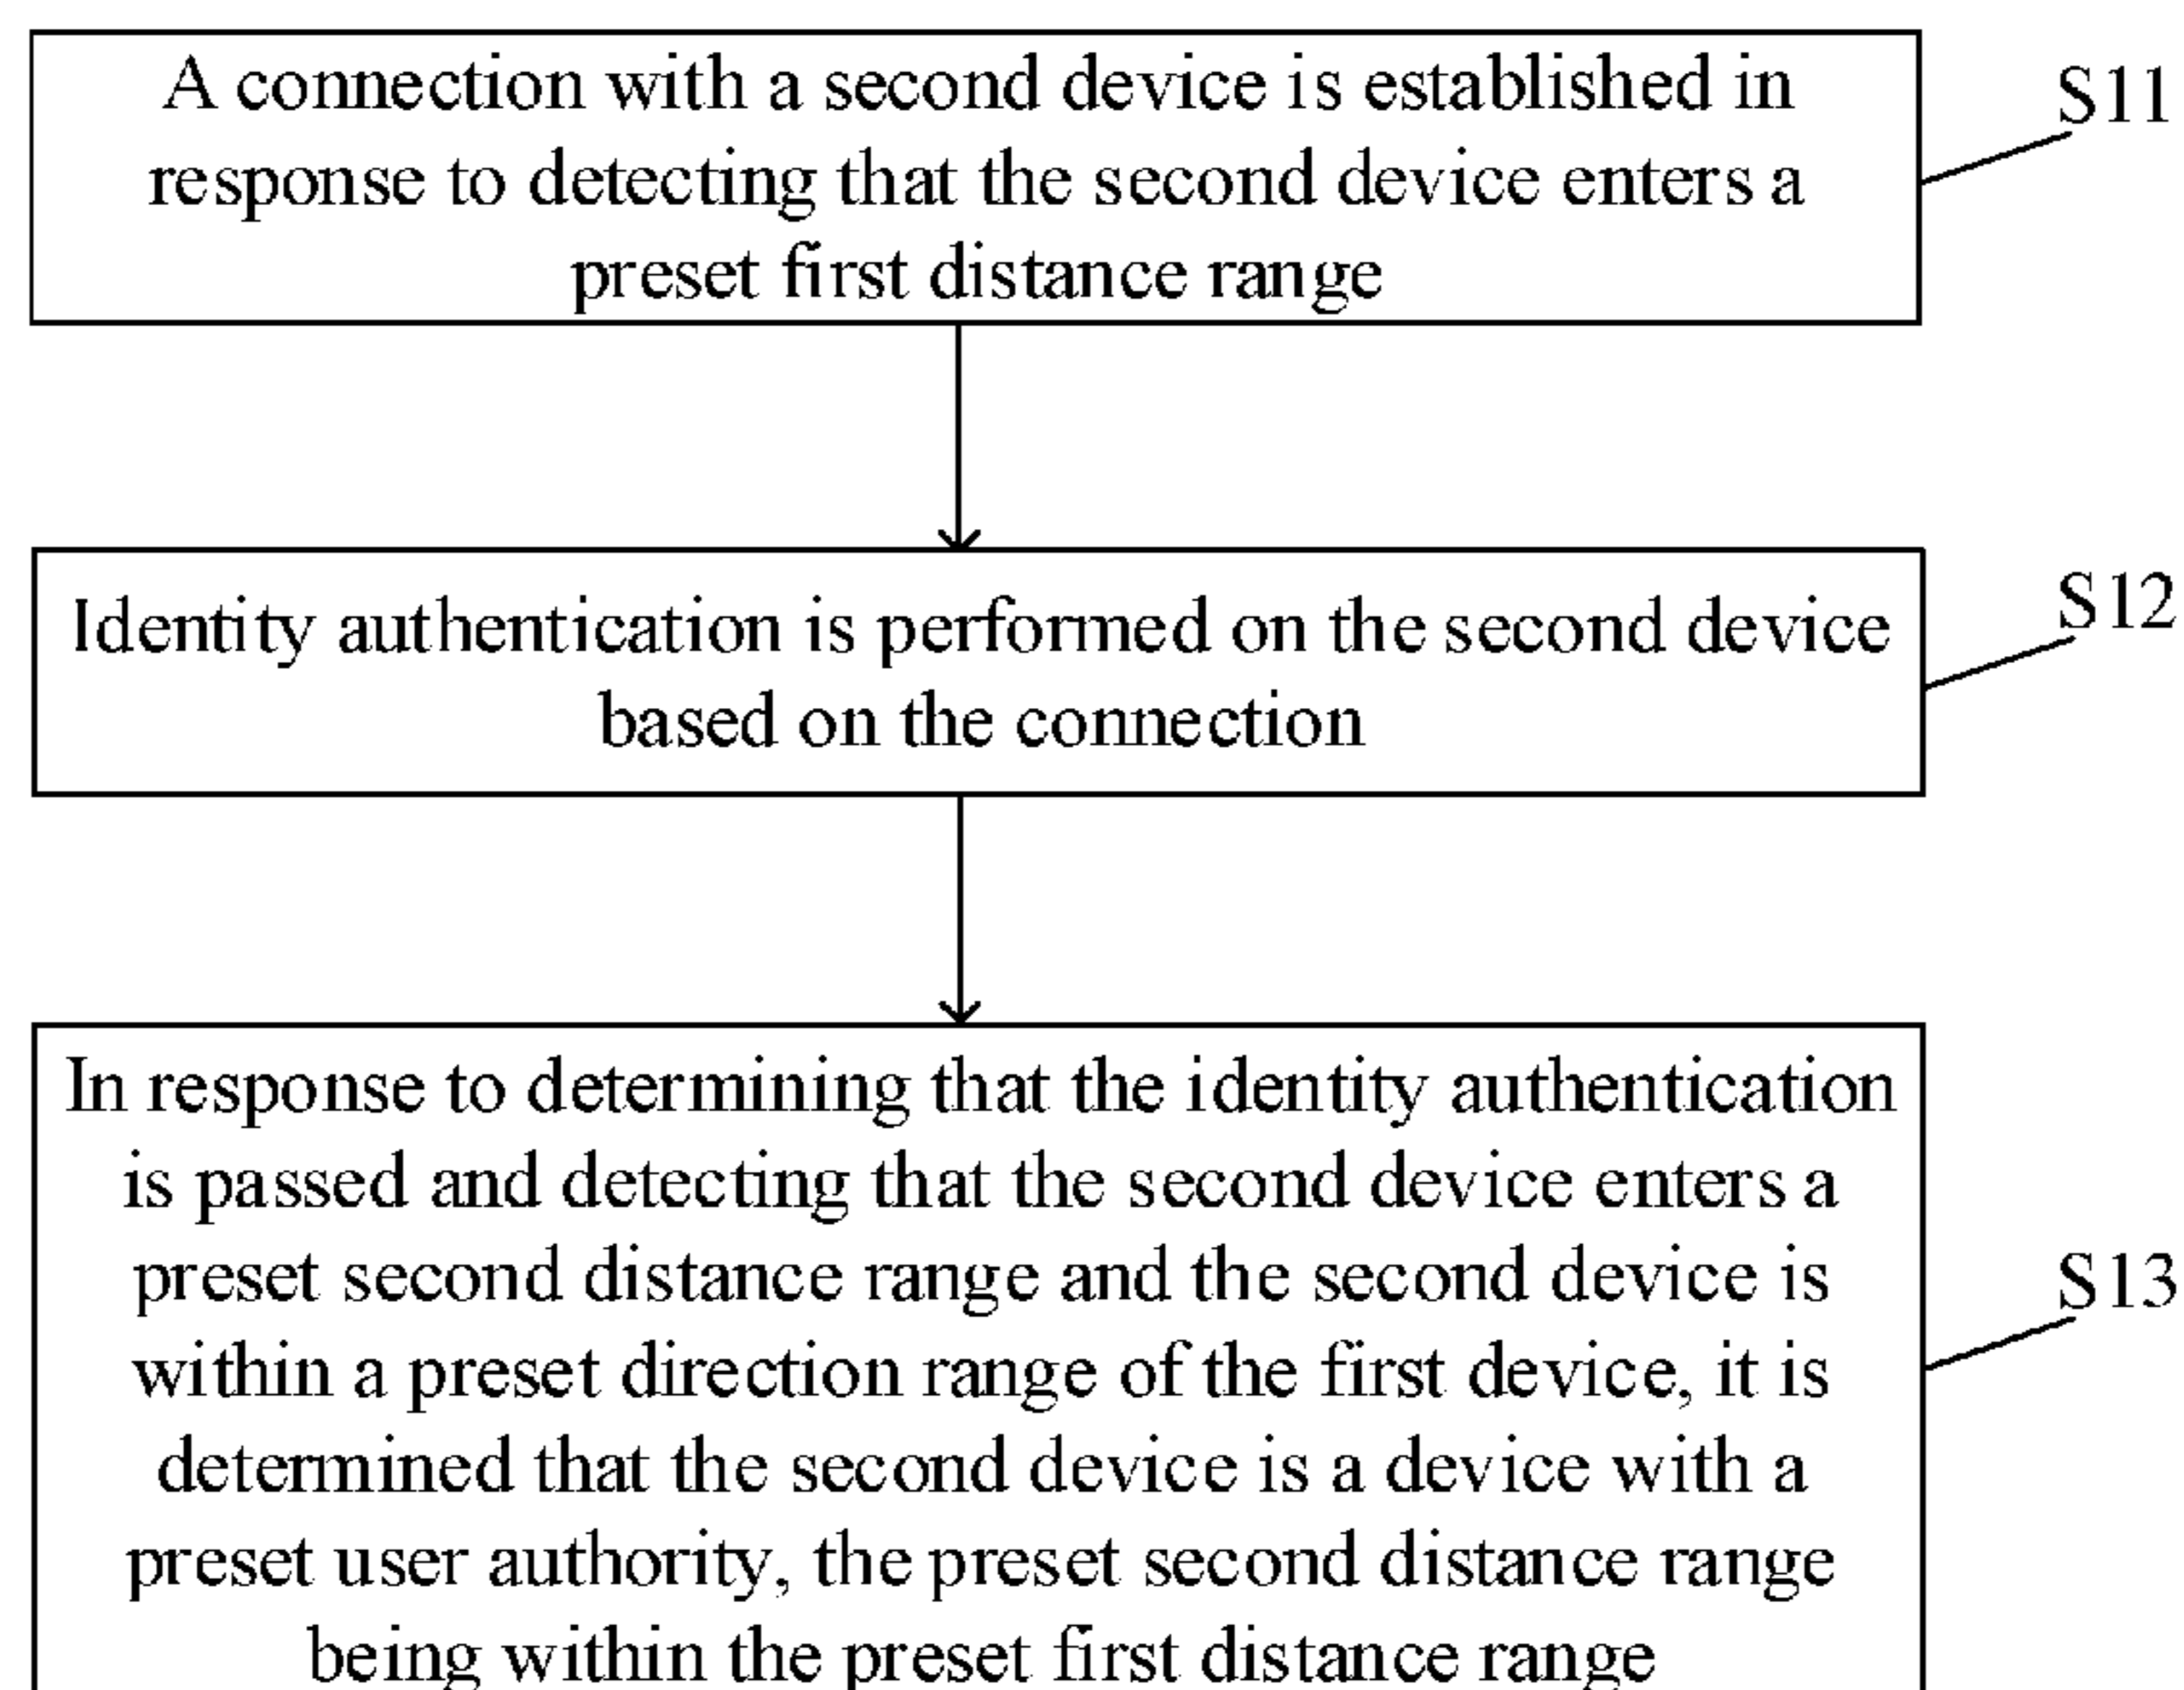 A connection with a second device is established in
response to detecting that the second device enters a
preset first distance range
S11
Identity authentication is performed on the second device
based on the connection
S12
In response to determining that the identity authentication
is passed and detecting that the second device enters a
preset second distance range and the second device is
within a preset direction range of the first device, it is
determined that the second device is a device with a
preset user authority, the preset second distance range
being within the preset first distance range
S13